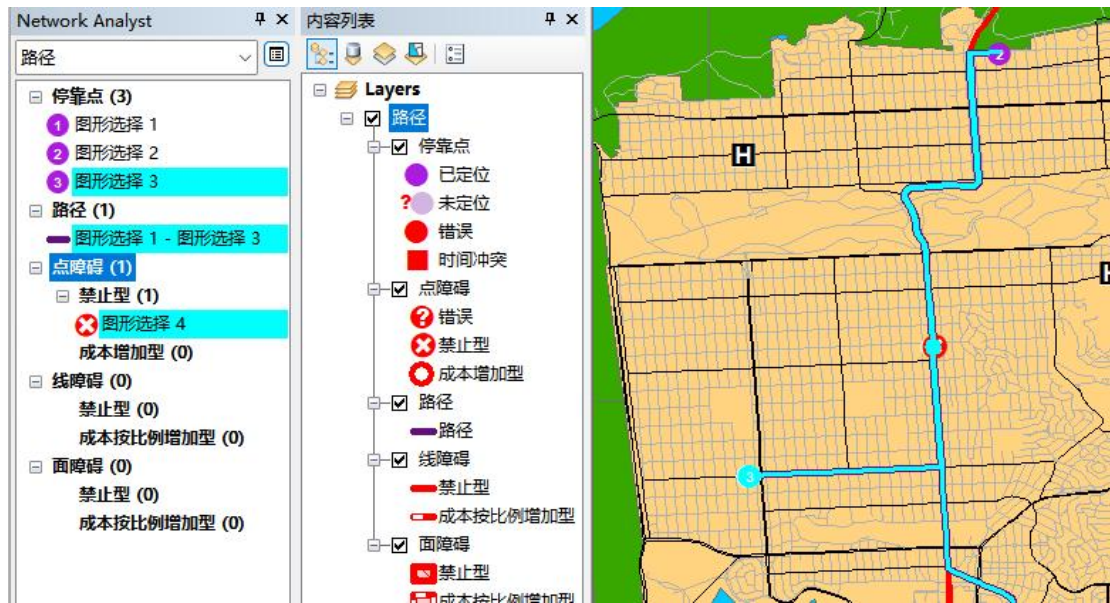 Network Analyst
路径
停靠点 (3)
1 图形选择 1
2 图形选择 2
3 图形选择 3
路径 (1)
图形选择 1 - 图形选择 3
点障碍 (1)
禁止型 (1)
图形选择 4
成本增加型 (0)
线障碍 (0)
禁止型 (0)
成本按比例增加型 (0)
面障碍 (0)
禁止型 (0)
成本按比例增加型 (0)
内容列表
Layers
路径
停靠点
已定位
? 未定位
错误
时间冲突
点障碍
? 错误
禁止型
成本增加型
路径
路径
线障碍
禁止型
成本按比例增加型
面障碍
禁止型
成本按比例增加型
2
H
H
3